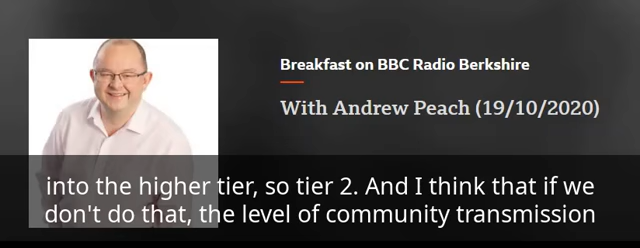 Breakfast on BBC Radio Berkshire
With Andrew Peach (19/10/2020)
into the higher tier, so tier 2. And I think that if we
don't do that, the level of community transmission